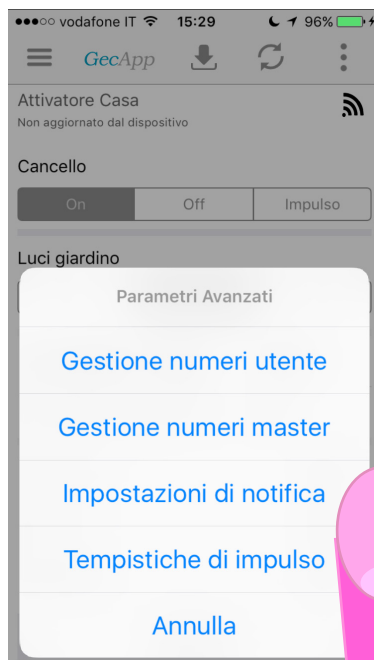 vodafone IT 15:29 96%
GecApp
Attivatore Casa
Non aggiornato dal dispositivo
Cancello
On Off Impulso
Luci giardino
Parametri Avanzati
Gestione numeri utente
Gestione numeri master
Impostazioni di notifica
Tempistiche di impulso
Annulla